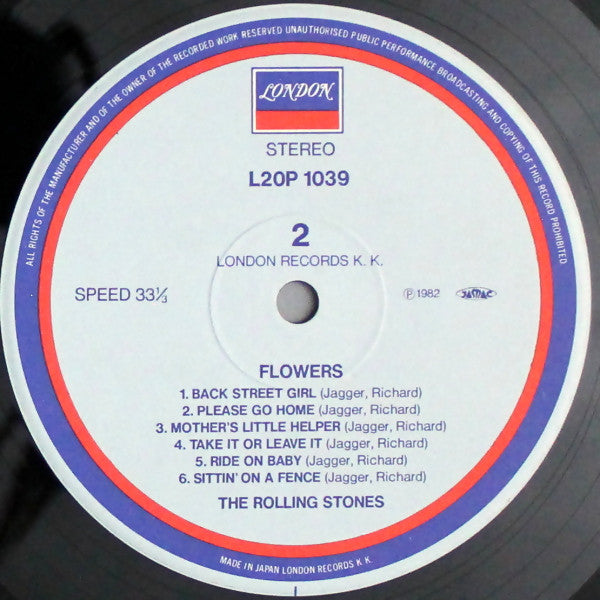 ALL RIGHTS OF THE MANUFACTURER AND OF THE OWNER OF THE RECORDED WORK RESERVED UNAUTHORISED PUBLIC PERFORMANCE BROADCASTING AND COPYING OF THIS RECORD PROHIBITED
LONDON
STEREO
L20P 1039
2
LONDON RECORDS K. K.
SPEED 33⅓
℗ 1982
JASRAC
FLOWERS
1. BACK STREET GIRL (Jagger, Richard)
2. PLEASE GO HOME (Jagger, Richard)
3. MOTHER'S LITTLE HELPER (Jagger, Richard)
4. TAKE IT OR LEAVE IT (Jagger, Richard)
5. RIDE ON BABY (Jagger, Richard)
6. SITTIN' ON A FENCE (Jagger, Richard)
THE ROLLING STONES
MADE IN JAPAN LONDON RECORDS K K